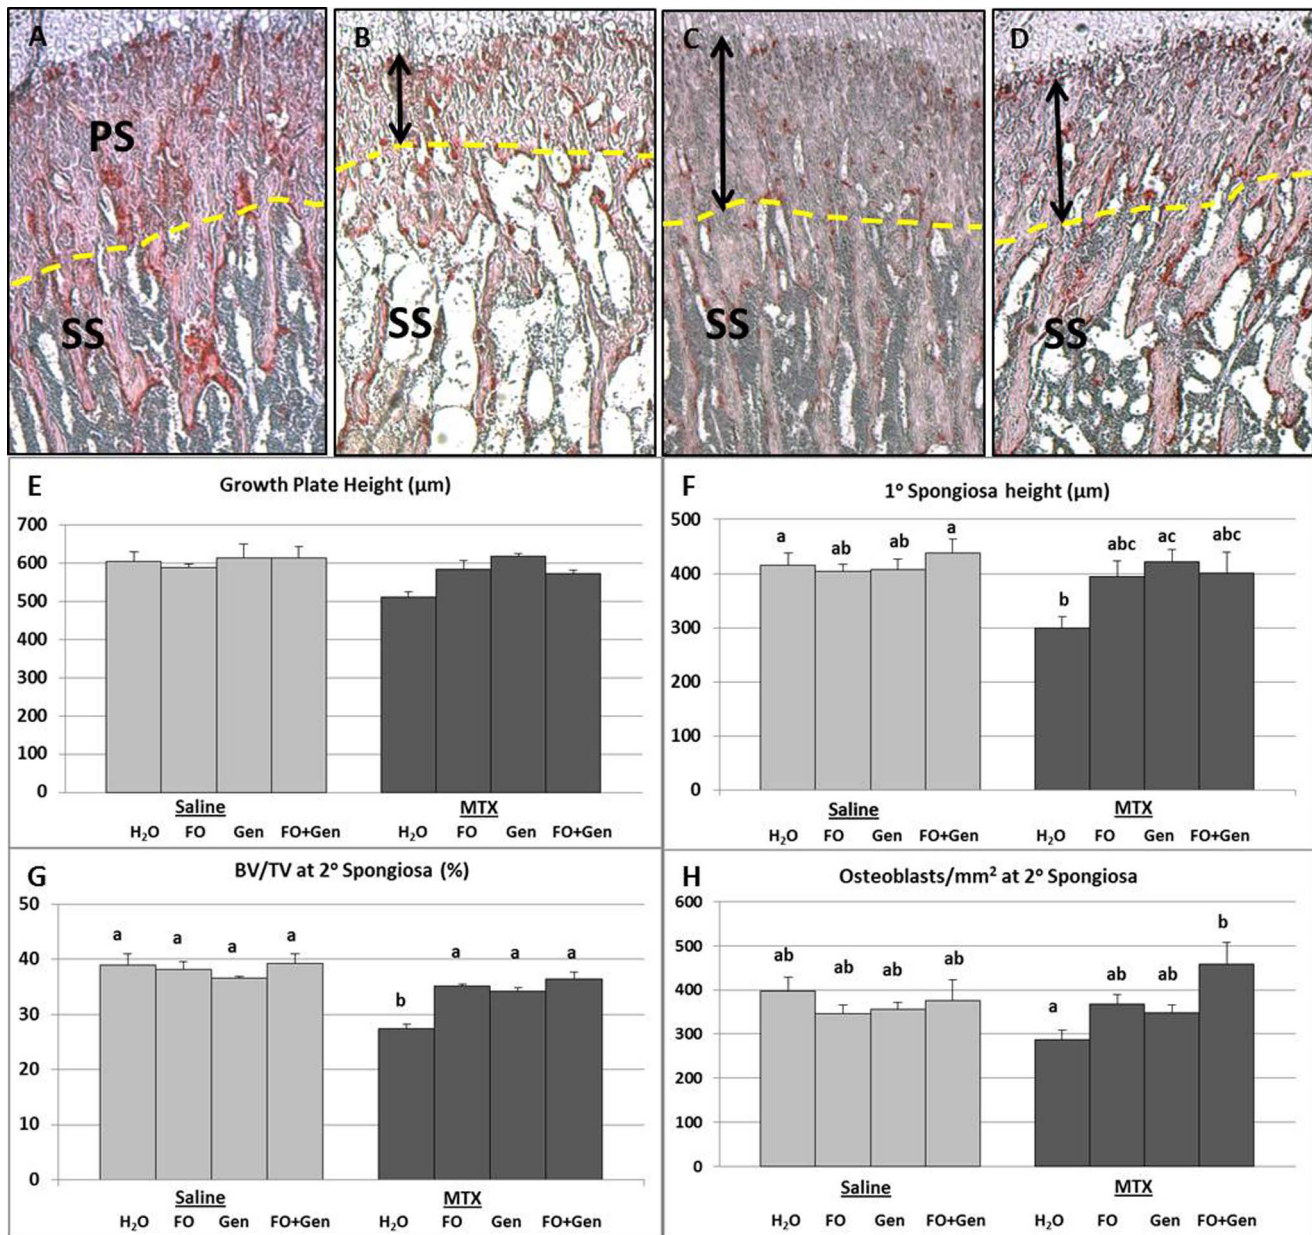 A
B
C
D
PS
SS
SS
SS
SS
E
Growth Plate Height (µm)
700
600
500
400
300
200
100
0
Saline
MTX
H₂O FO Gen FO+Gen
H₂O FO Gen FO+Gen
F
1° Spongiosa height (µm)
500
400
300
200
100
0
a ab ab a
b abc ac abc
Saline
MTX
H₂O FO Gen FO+Gen
H₂O FO Gen FO+Gen
G
BV/TV at 2° Spongiosa (%)
50
40
30
20
10
0
a a a a
b a a a
Saline
MTX
H₂O FO Gen FO+Gen
H₂O FO Gen FO+Gen
H
Osteoblasts/mm² at 2° Spongiosa
600
500
400
300
200
100
0
ab ab ab ab
a ab ab b
Saline
MTX
H₂O FO Gen FO+Gen
H₂O FO Gen FO+Gen